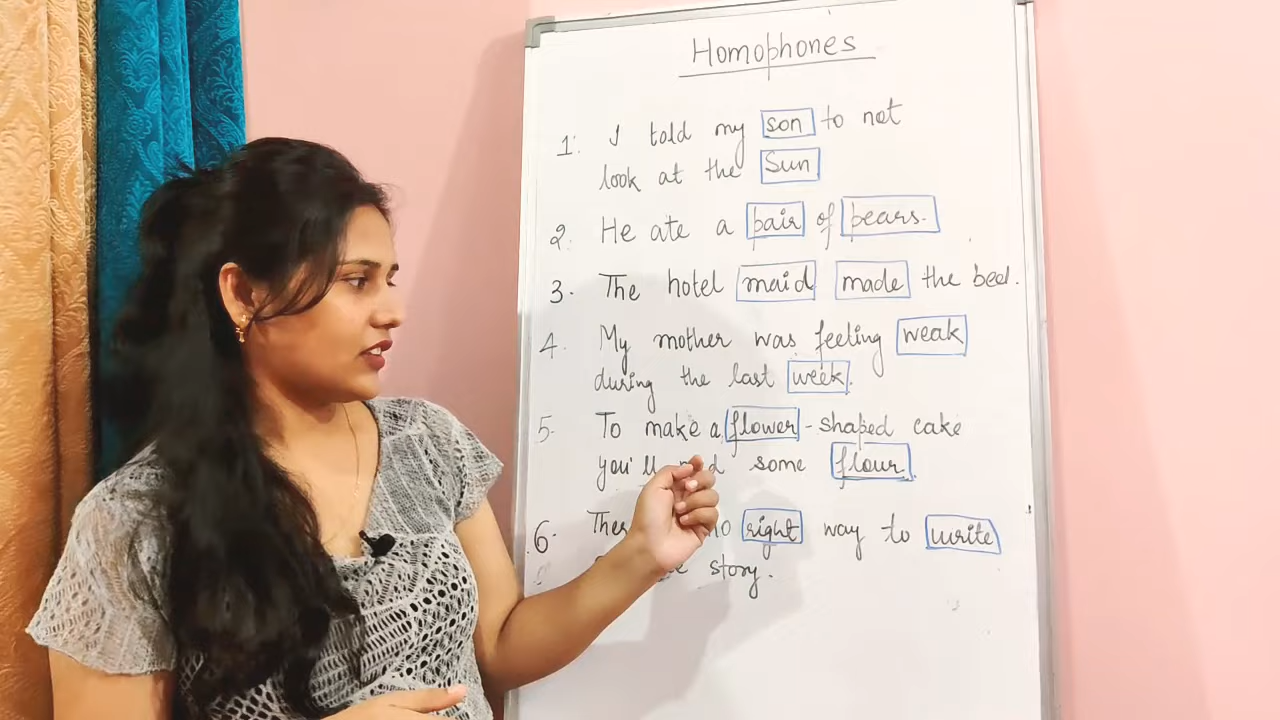 Homophones
1. I told my son to not
look at the Sun
2. He ate a pair of pears.
3. The hotel maid made the bed.
4. My mother was feeling weak
during the last week.
5. To make a flower-shaped cake
you'll some flour.
6. right way to write
story.